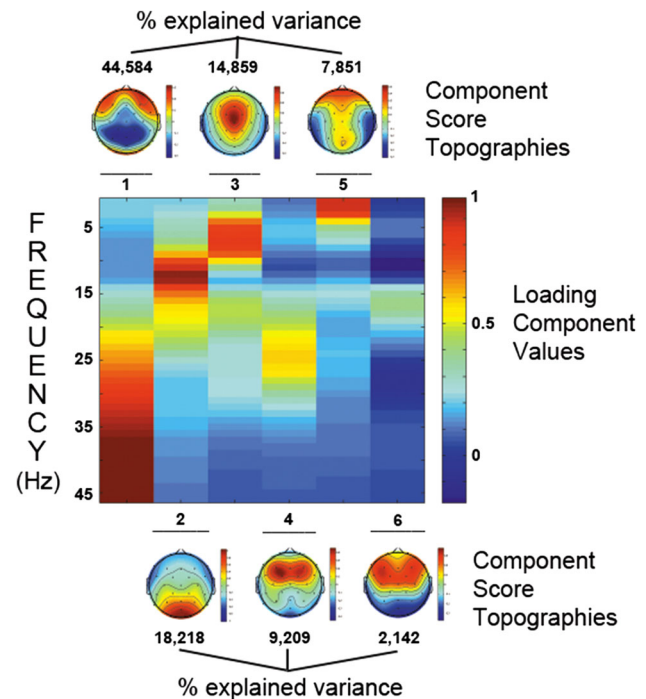 % explained variance
44,584 14,859 7,851
Component
Score
Topographies
1 3 5
FREQUENCY
(Hz)
5
15
25
35
45
1
0.5
0
Loading
Component
Values
2 4 6
Component
Score
Topographies
18,218 9,209 2,142
% explained variance